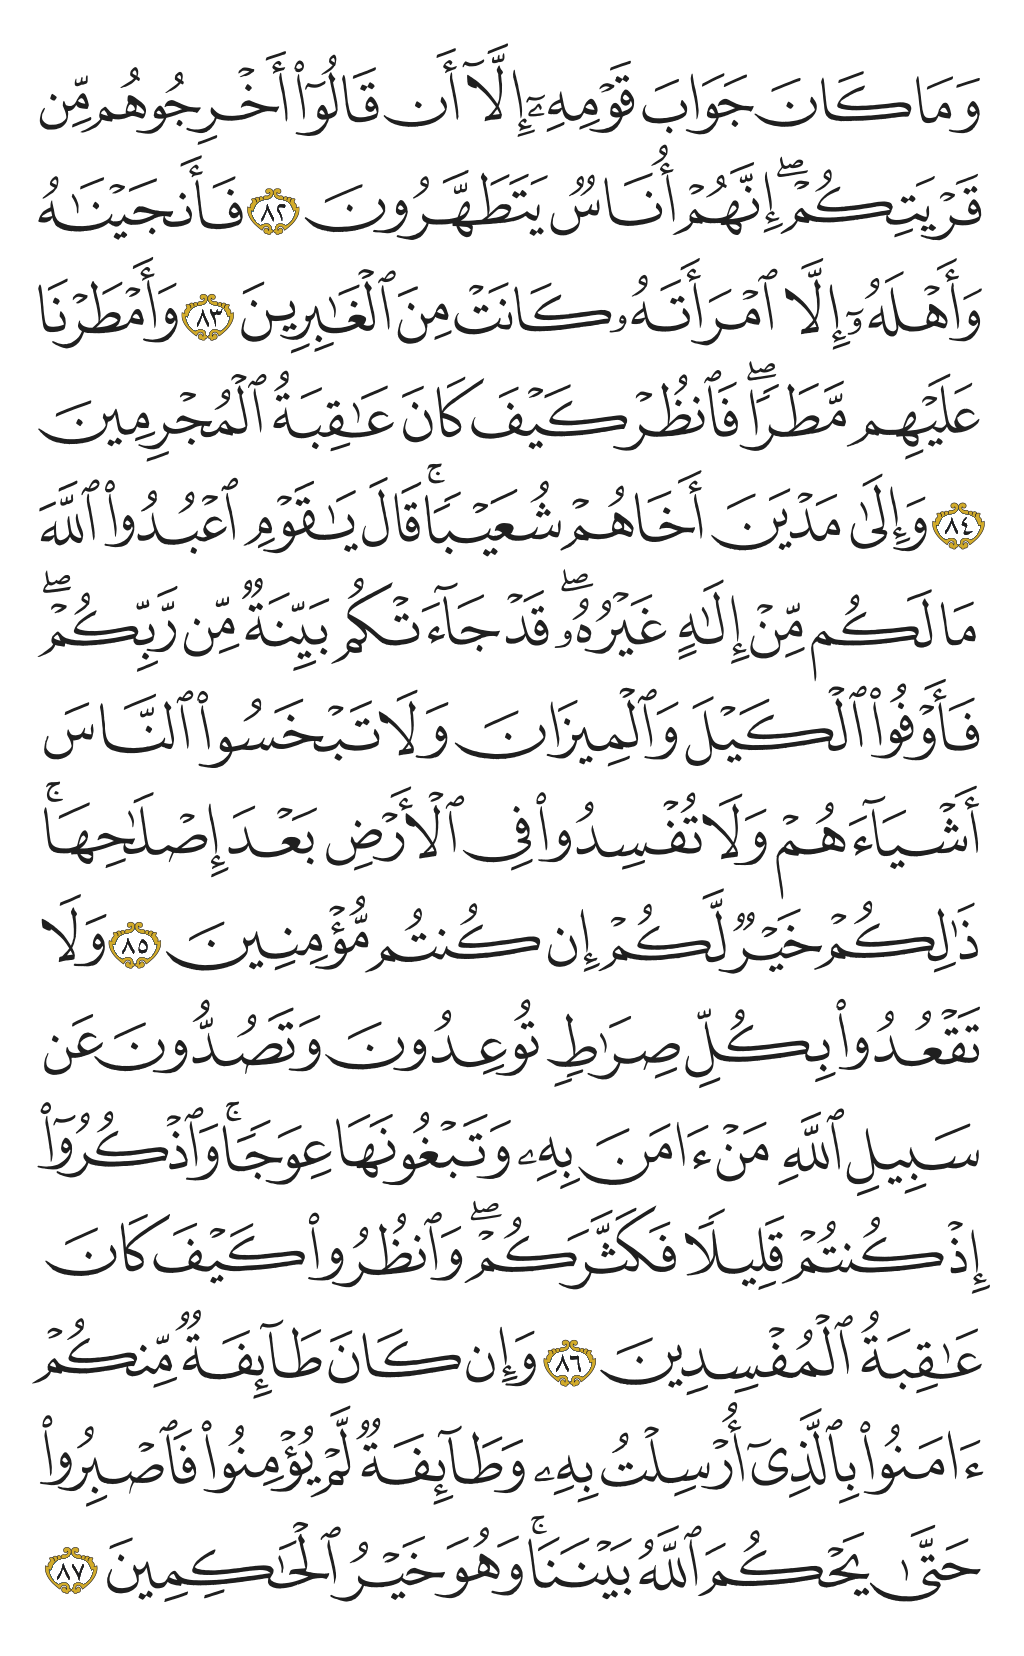 وَمَا كَانَ جَوَابَ قَوْمِهِۦٓ إِلَّآ أَن قَالُوٓا۟ أَخْرِجُوهُم مِّن
قَرْيَتِكُمْ ۖ إِنَّهُمْ أُنَاسٌ يَتَطَهَّرُونَ ٨٢ فَأَنجَيْنَـٰهُ
وَأَهْلَهُۥٓ إِلَّا ٱمْرَأَتَهُۥ كَانَتْ مِنَ ٱلْغَـٰبِرِينَ ٨٣ وَأَمْطَرْنَا
عَلَيْهِم مَّطَرًا ۖ فَٱنظُرْ كَيْفَ كَانَ عَـٰقِبَةُ ٱلْمُجْرِمِينَ
٨٤ وَإِلَىٰ مَدْيَنَ أَخَاهُمْ شُعَيْبًا ۚ قَالَ يَـٰقَوْمِ ٱعْبُدُوا۟ ٱللَّهَ
مَا لَكُم مِّنْ إِلَـٰهٍ غَيْرُهُۥ ۖ قَدْ جَآءَتْكُم بَيِّنَةٌ مِّن رَّبِّكُمْ ۖ
فَأَوْفُوا۟ ٱلْكَيْلَ وَٱلْمِيزَانَ وَلَا تَبْخَسُوا۟ ٱلنَّاسَ
أَشْيَآءَهُمْ وَلَا تُفْسِدُوا۟ فِى ٱلْأَرْضِ بَعْدَ إِصْلَـٰحِهَا ۚ
ذَٰلِكُمْ خَيْرٌ لَّكُمْ إِن كُنتُم مُّؤْمِنِينَ ٨٥ وَلَا
تَقْعُدُوا۟ بِكُلِّ صِرَٰطٍ تُوعِدُونَ وَتَصُدُّونَ عَن
سَبِيلِ ٱللَّهِ مَنْ ءَامَنَ بِهِۦ وَتَبْغُونَهَا عِوَجًا ۚ وَٱذْكُرُوٓا۟
إِذْ كُنتُمْ قَلِيلًا فَكَثَّرَكُمْ ۖ وَٱنظُرُوا۟ كَيْفَ كَانَ
عَـٰقِبَةُ ٱلْمُفْسِدِينَ ٨٦ وَإِن كَانَ طَآئِفَةٌ مِّنكُمْ
ءَامَنُوا۟ بِٱلَّذِىٓ أُرْسِلْتُ بِهِۦ وَطَآئِفَةٌ لَّمْ يُؤْمِنُوا۟ فَٱصْبِرُوا۟
حَتَّىٰ يَحْكُمَ ٱللَّهُ بَيْنَنَا ۚ وَهُوَ خَيْرُ ٱلْحَـٰكِمِينَ ٨٧